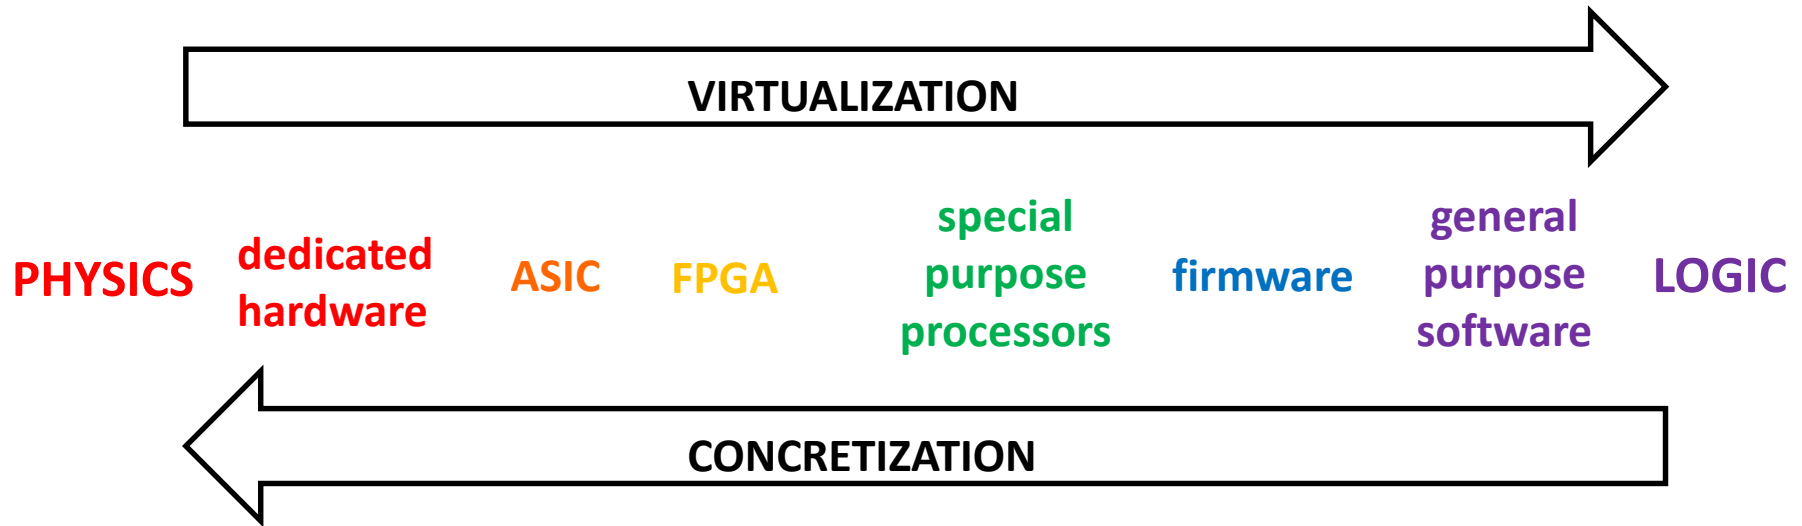 VIRTUALIZATION
PHYSICS
dedicated
hardware
ASIC
FPGA
special
purpose
processors
firmware
general
purpose
software
LOGIC
CONCRETIZATION